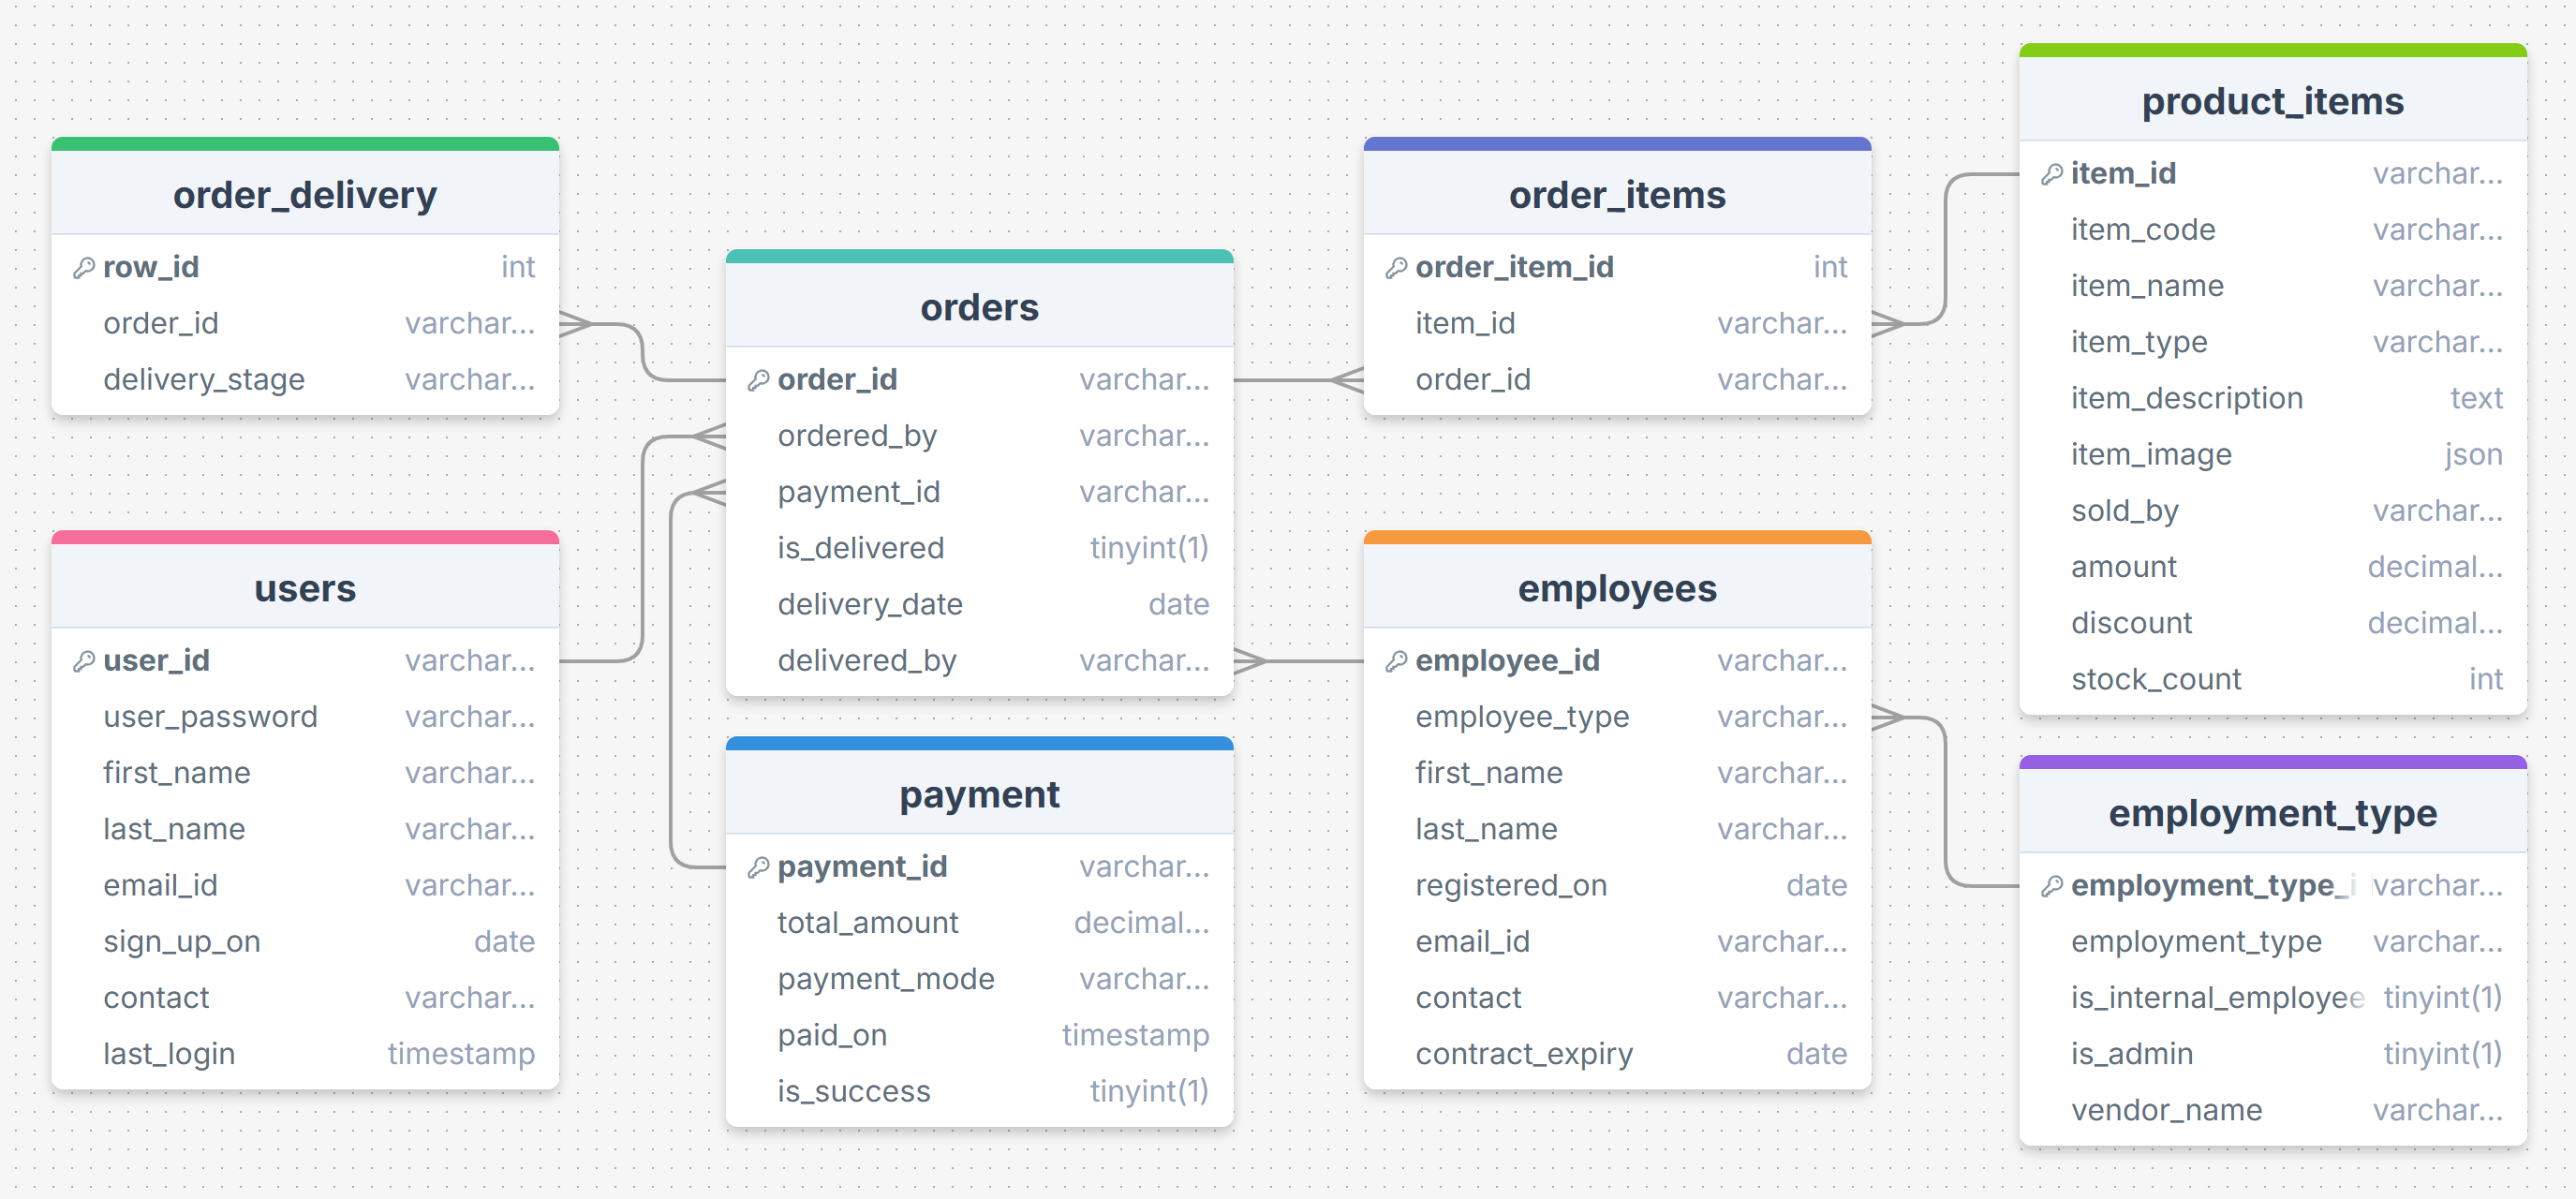 order_delivery
row_id int
order_id varchar...
delivery_stage varchar...
users
user_id varchar...
user_password varchar...
first_name varchar...
last_name varchar...
email_id varchar...
sign_up_on date
contact varchar...
last_login timestamp
orders
order_id varchar...
ordered_by varchar...
payment_id varchar...
is_delivered tinyint(1)
delivery_date date
delivered_by varchar...
payment
payment_id varchar...
total_amount decimal...
payment_mode varchar...
paid_on timestamp
is_success tinyint(1)
order_items
order_item_id int
item_id varchar...
order_id varchar...
employees
employee_id varchar...
employee_type varchar...
first_name varchar...
last_name varchar...
registered_on date
email_id varchar...
contact varchar...
contract_expiry date
product_items
item_id varchar...
item_code varchar...
item_name varchar...
item_type varchar...
item_description text
item_image json
sold_by varchar...
amount decimal...
discount decimal...
stock_count int
employment_type
employment_type_i varchar...
employment_type varchar...
is_internal_employee tinyint(1)
is_admin tinyint(1)
vendor_name varchar...